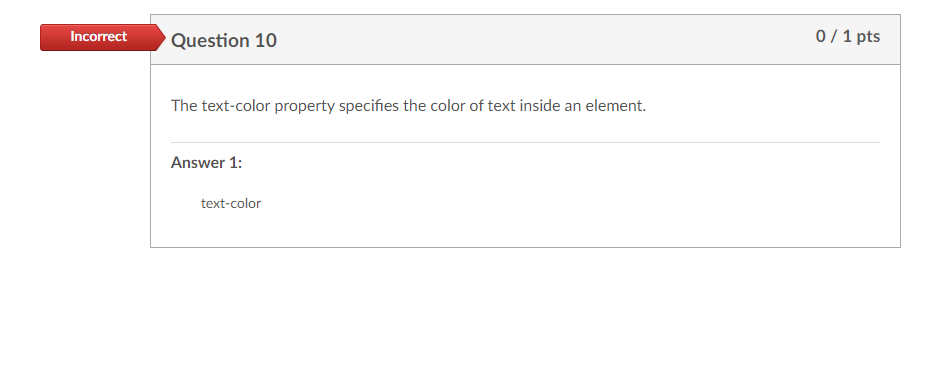 Incorrect
Question 10
0 / 1 pts
The text-color property specifies the color of text inside an element.
Answer 1:
text-color